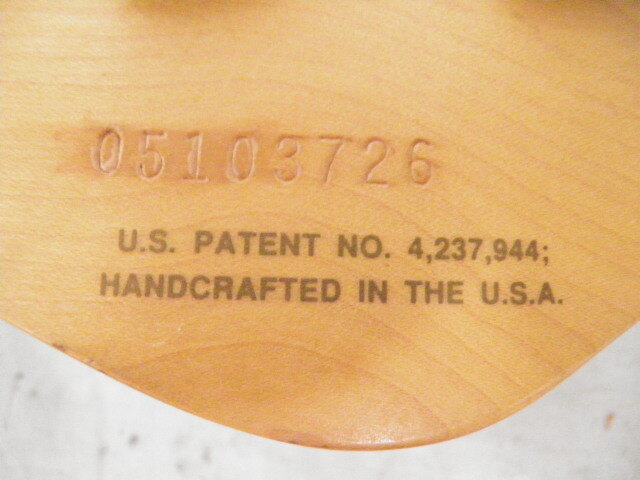 05103726
U.S. PATENT NO. 4,237,944;
HANDCRAFTED IN THE U.S.A.